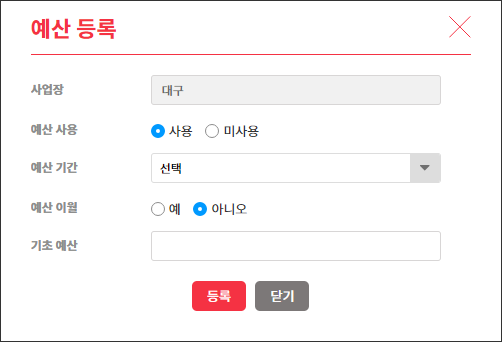 예산 등록
사업장 대구
예산 사용 사용 미사용
예산 기간 선택
예산 이월 예 아니오
기초 예산
등록 닫기